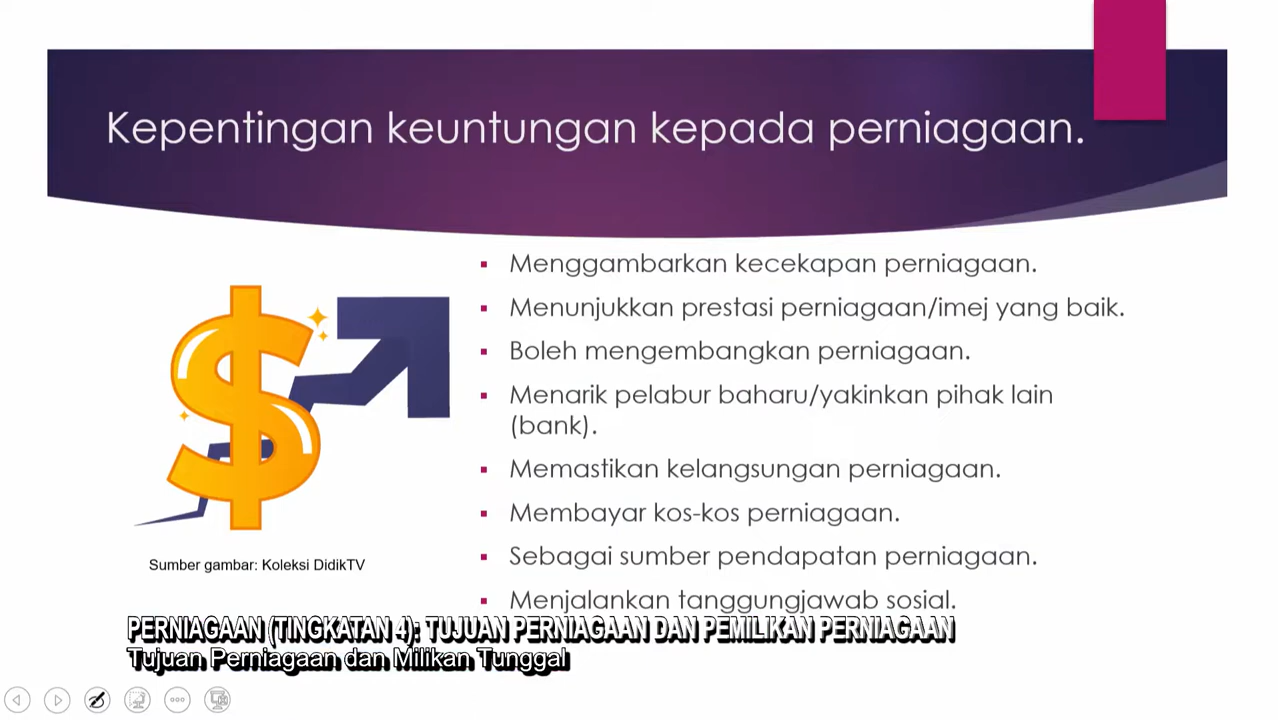 Kepentingan keuntungan kepada perniagaan.
Menggambarkan kecekapan perniagaan.
Menunjukkan prestasi perniagaan/imej yang baik.
Boleh mengembangkan perniagaan.
Menarik pelabur baharu/yakinkan pihak lain
(bank).
Memastikan kelangsungan perniagaan.
Membayar kos-kos perniagaan.
Sebagai sumber pendapatan perniagaan.
Menjalankan tanggungjawab sosial.
Sumber gambar: Koleksi DidikTV
PERNIAGAAN (TINGKATAN 4): TUJUAN PERNIAGAAN DAN PEMILIKAN PERNIAGAAN
Tujuan Perniagaan dan Milikan Tunggal